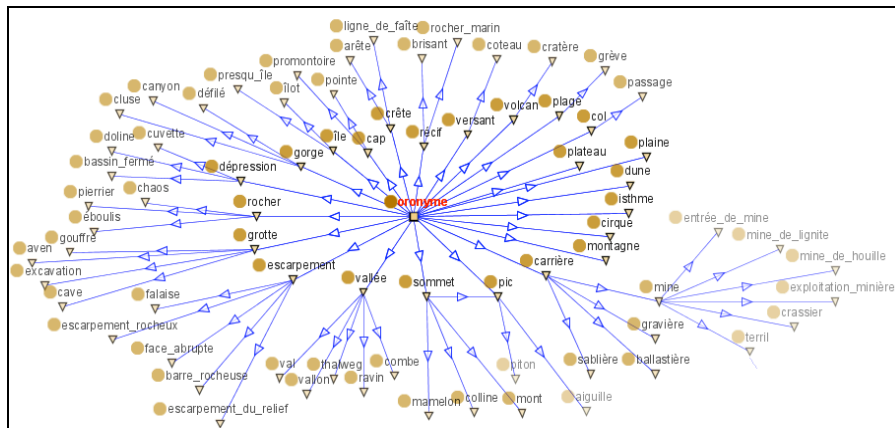 ligne_de_faîte
rocher_marin
arête
brisant
coteau
cratère
promontoire
grève
presqu_île
pointe
canyon
îlot
passage
cluse
défilé
crête
volcan
plage
doline
cuvette
île
cap
récif
versant
col
bassin_fermé
gorge
plateau
plaine
dépression
dune
pierrier
chaos
rocher
oronyme
isthme
éboulis
cirque
entrée_de_mine
gouffre
grotte
montagne
mine_de_lignite
aven
excavation
escarpement
vallée
sommet
pic
carrière
mine
mine_de_houille
cave
falaise
exploitation_minière
escarpement_rocheux
gravière
crassier
face_abrupte
val
thalweg
combe
piton
sablière
ballastière
terril
barre_rocheuse
vallon
ravin
escarpement_du_relief
mamelon
colline
mont
aiguille